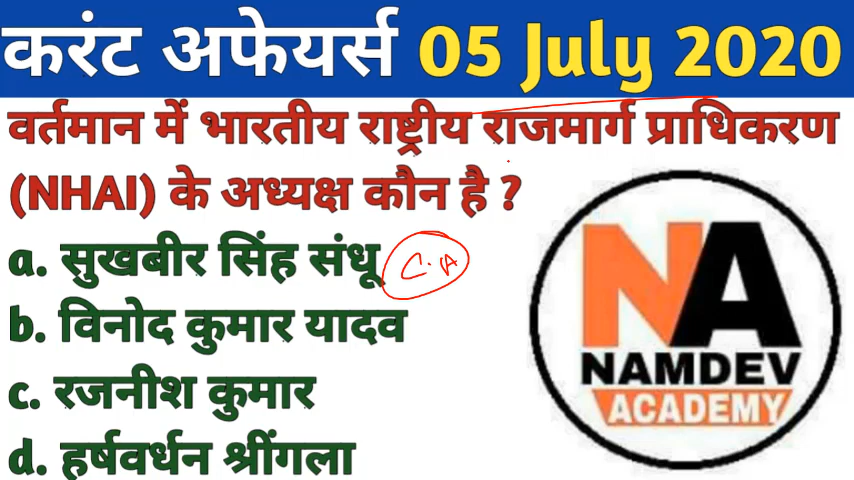 करंट अफेयर्स 05 July 2020
वर्तमान में भारतीय राष्ट्रीय राजमार्ग प्राधिकरण
(NHAI) के अध्यक्ष कौन है ?
a. सुखबीर सिंह संधू
C.A
b. विनोद कुमार यादव
c. रजनीश कुमार
d. हर्षवर्धन श्रींगला
NA
NAMDEV
ACADEMY